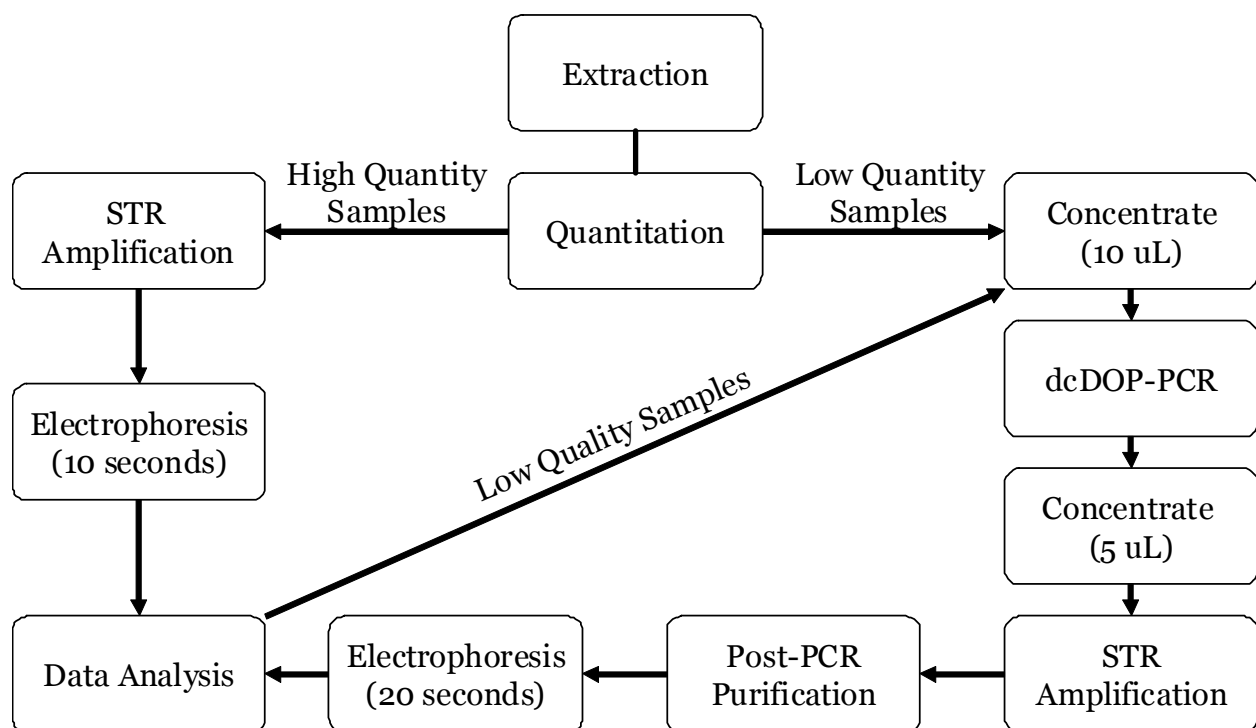 Extraction
High Quantity
Samples
Low Quantity
Samples
STR
Amplification
Quantitation
Concentrate
(10 uL)
dcDOP-PCR
Electrophoresis
(10 seconds)
Low Quality Samples
Concentrate
(5 uL)
Data Analysis
Electrophoresis
(20 seconds)
Post-PCR
Purification
STR
Amplification